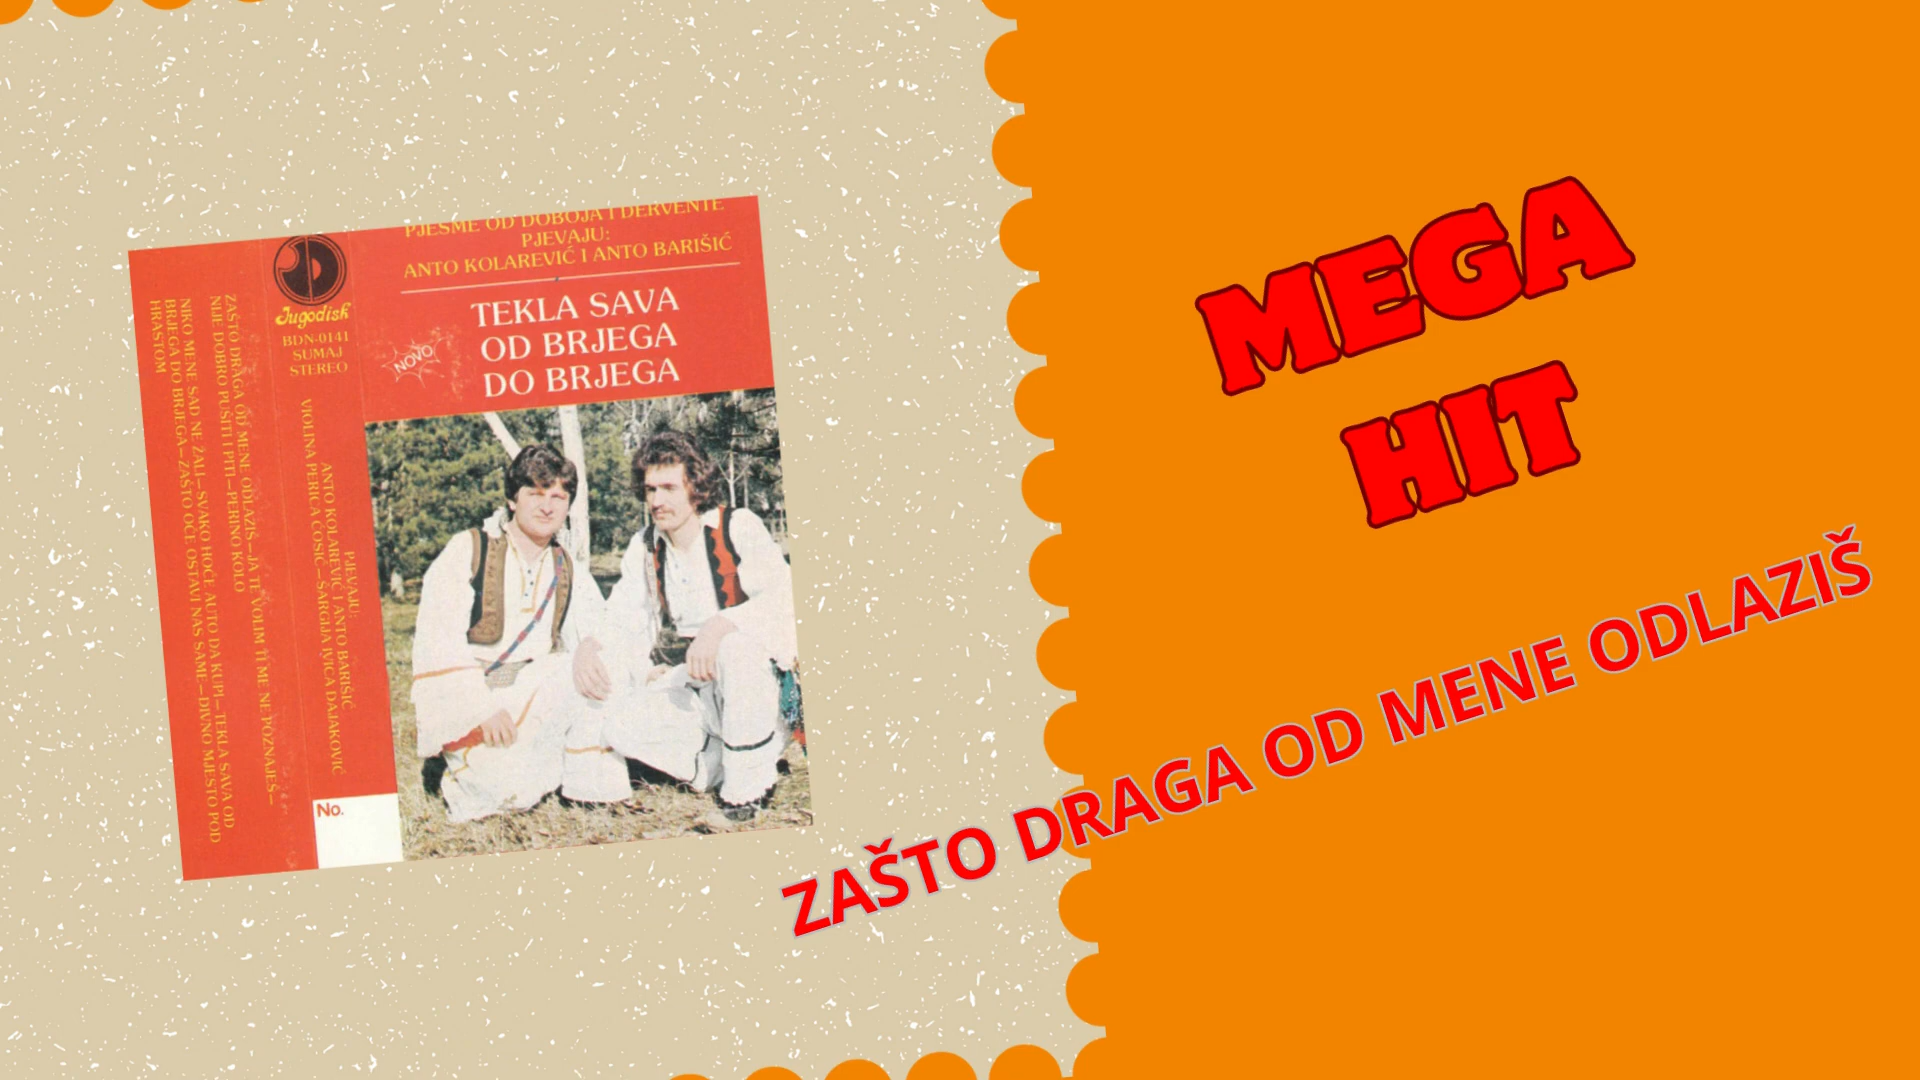 PJESME OD DOBOJA I DERVENTE
PJEVAJU:
ANTO KOLAREVIĆ I ANTO BARIŠIĆ
TEKLA SAVA
OD BRJEGA
DO BRJEGA
NOVO
Jugodisk
BDN-0141
SUMAJ
STEREO
PJEVAJU:
ANTO KOLAREVIĆ I ANTO BARIŠIĆ
VIOLINA PERICA ĆOSIĆ – ŠARGIJA IVICA DAJAKOVIĆ
No.
ZAŠTO DRAGA OD MENE ODLAZIŠ – JA TE VOLIM TI ME NE POZNAJEŠ –
NIJE DOBRO PUŠITI I PITI – PERINO KOLO
NIKO MENE SAD NE ŽALI – SVAKO HOĆE AUTO DA KUPI – TEKLA SAVA OD
BRJEGA DO BRJEGA – ZAŠTO OĆE OSTAVI NAS SAME – DIVNO MJESTO POD
HRASTOM
MEGA
HIT
ZAŠTO DRAGA OD MENE ODLAZIŠ